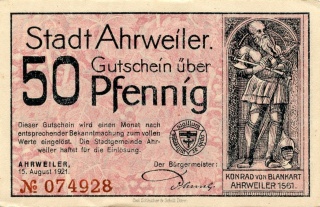 Stadt Ahrweiler.
50 Gutschein über
Pfennig
Dieser Gutschein wird einen Monat nach
entsprechender Bekanntmachung zum vollen
Werte eingelöst. Die Stadtgemeinde Ahr-
weiler haftet für die Einlösung.
AHRWEILER,
15. August 1921.
Der Bürgermeister:
№ 074928
KONRAD VON BLANKART
AHRWEILER 1561.